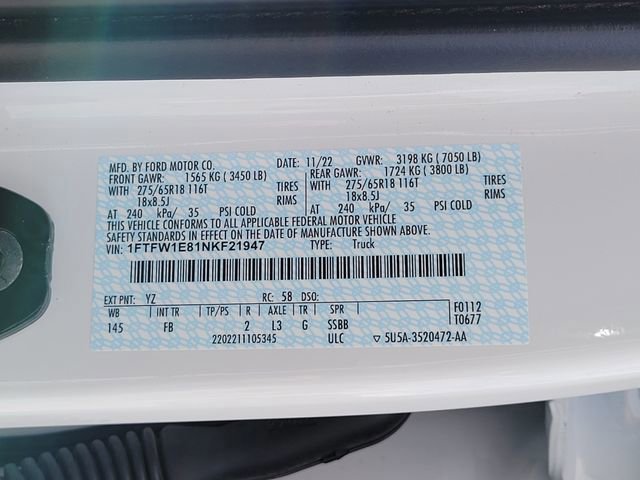 MFD. BY FORD MOTOR CO. DATE: 11/22 GVWR: 3198 KG ( 7050 LB)
FRONT GAWR: 1565 KG ( 3450 LB) REAR GAWR: 1724 KG ( 3800 LB)
WITH 275/65R18 116T TIRES WITH 275/65R18 116T TIRES
18x8.5J RIMS 18x8.5J RIMS
AT 240 kPa/ 35 PSI COLD AT 240 kPa/ 35 PSI COLD
THIS VEHICLE CONFORMS TO ALL APPLICABLE FEDERAL MOTOR VEHICLE
SAFETY STANDARDS IN EFFECT ON THE DATE OF MANUFACTURE SHOWN ABOVE.
VIN: 1FTFW1E81NKF21947 TYPE: Truck
EXT PNT: YZ RC: 58 DSO: F0112
WB INT TR TP/PS R AXLE TR SPR T0677
145 FB 2 L3 G SSBB
2202211105345 ULC ▽ 5U5A-3520472-AA